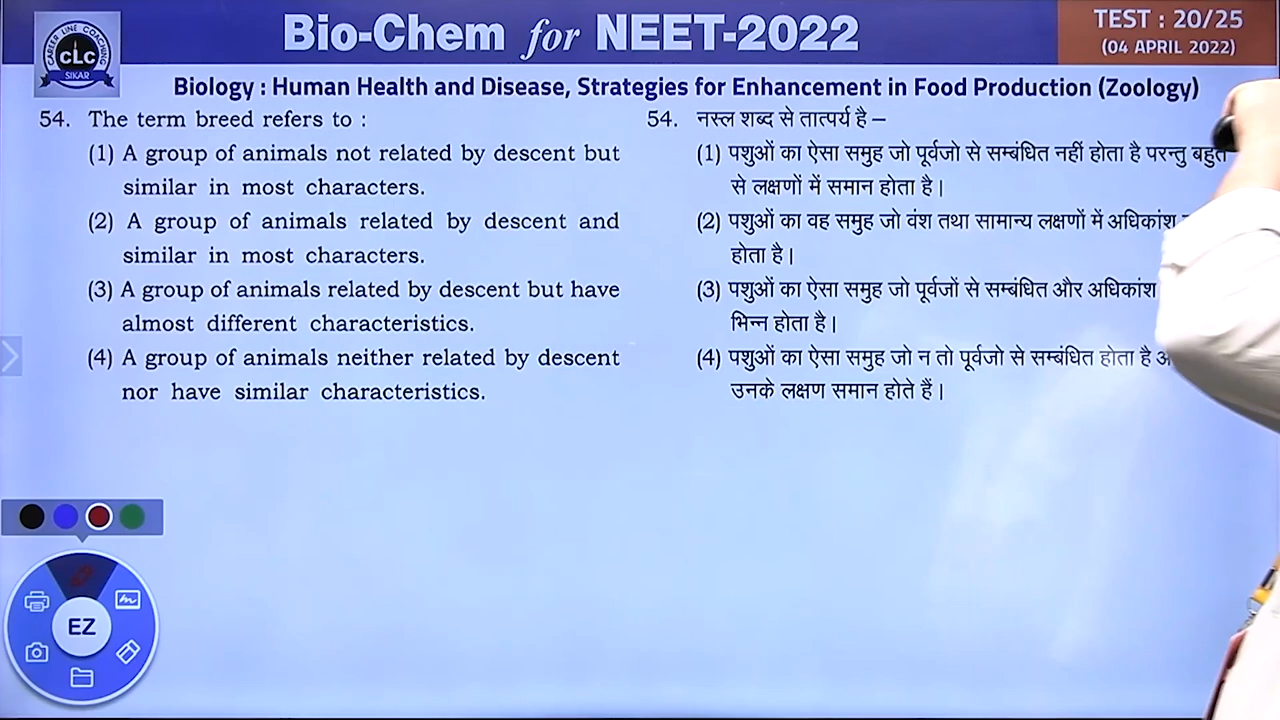 CAREER LINE COACHING
CLC
SIKAR
Bio-Chem for NEET-2022
TEST : 20/25
(04 APRIL 2022)
Biology : Human Health and Disease, Strategies for Enhancement in Food Production (Zoology)
54. The term breed refers to :
(1) A group of animals not related by descent but
similar in most characters.
(2) A group of animals related by descent and
similar in most characters.
(3) A group of animals related by descent but have
almost different characteristics.
(4) A group of animals neither related by descent
nor have similar characteristics.
54. नस्ल शब्द से तात्पर्य है –
(1) पशुओं का ऐसा समुह जो पूर्वजो से सम्बंधित नहीं होता है परन्तु बहुत
से लक्षणों में समान होता है।
(2) पशुओं का वह समुह जो वंश तथा सामान्य लक्षणों में अधिकांश
होता है।
(3) पशुओं का ऐसा समुह जो पूर्वजों से सम्बंधित और अधिकांश
भिन्न होता है।
(4) पशुओं का ऐसा समुह जो न तो पूर्वजो से सम्बंधित होता है
उनके लक्षण समान होते हैं।
EZ